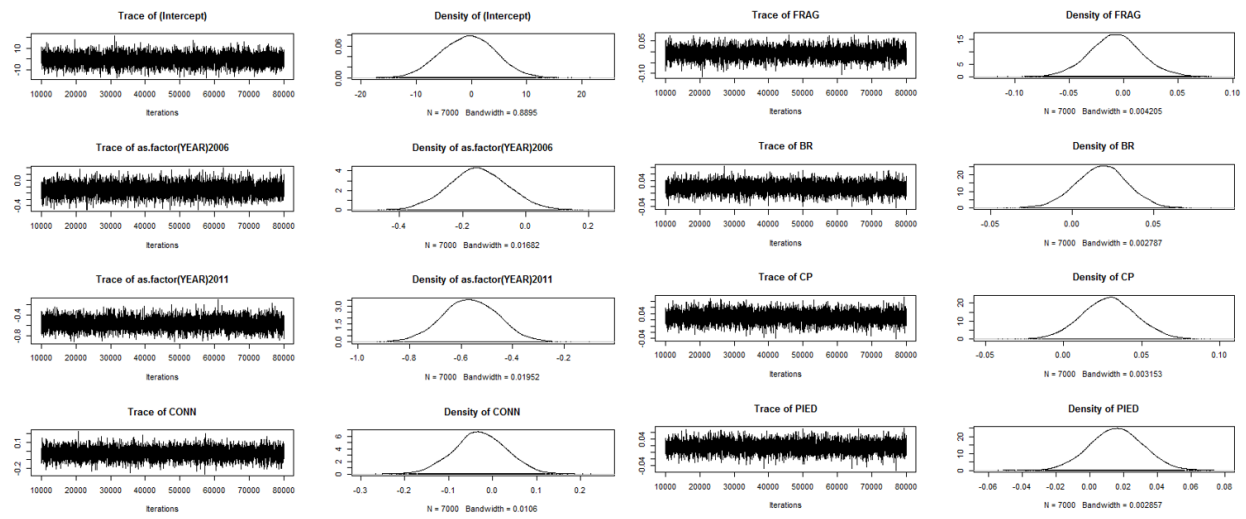 Trace of (Intercept)
10
-10
10000 20000 30000 40000 50000 60000 70000 80000
Iterations
Density of (Intercept)
0.06
0.00
-20 -10 0 10 20
N = 7000 Bandwidth = 0.8895
Trace of FRAG
0.05
-0.10
10000 20000 30000 40000 50000 60000 70000 80000
Iterations
Density of FRAG
15
5
0
-0.10 -0.05 0.00 0.05 0.10
N = 7000 Bandwidth = 0.004205
Trace of as.factor(YEAR)2006
0.0
-0.4
10000 20000 30000 40000 50000 60000 70000 80000
Iterations
Density of as.factor(YEAR)2006
4
2
0
-0.4 -0.2 0.0 0.2
N = 7000 Bandwidth = 0.01682
Trace of BR
0.04
-0.04
10000 20000 30000 40000 50000 60000 70000 80000
Iterations
Density of BR
20
10
0
-0.05 0.00 0.05
N = 7000 Bandwidth = 0.002787
Trace of as.factor(YEAR)2011
-0.4
-0.8
10000 20000 30000 40000 50000 60000 70000 80000
Iterations
Density of as.factor(YEAR)2011
3.0
1.5
0.0
-1.0 -0.8 -0.6 -0.4 -0.2
N = 7000 Bandwidth = 0.01952
Trace of CP
0.04
-0.04
10000 20000 30000 40000 50000 60000 70000 80000
Iterations
Density of CP
20
10
0
-0.05 0.00 0.05 0.10
N = 7000 Bandwidth = 0.003153
Trace of CONN
0.1
-0.2
10000 20000 30000 40000 50000 60000 70000 80000
Iterations
Density of CONN
6
4
2
0
-0.3 -0.2 -0.1 0.0 0.1 0.2
N = 7000 Bandwidth = 0.0106
Trace of PIED
0.04
-0.04
10000 20000 30000 40000 50000 60000 70000 80000
Iterations
Density of PIED
20
10
0
-0.06 -0.04 -0.02 0.00 0.02 0.04 0.06 0.08
N = 7000 Bandwidth = 0.002857